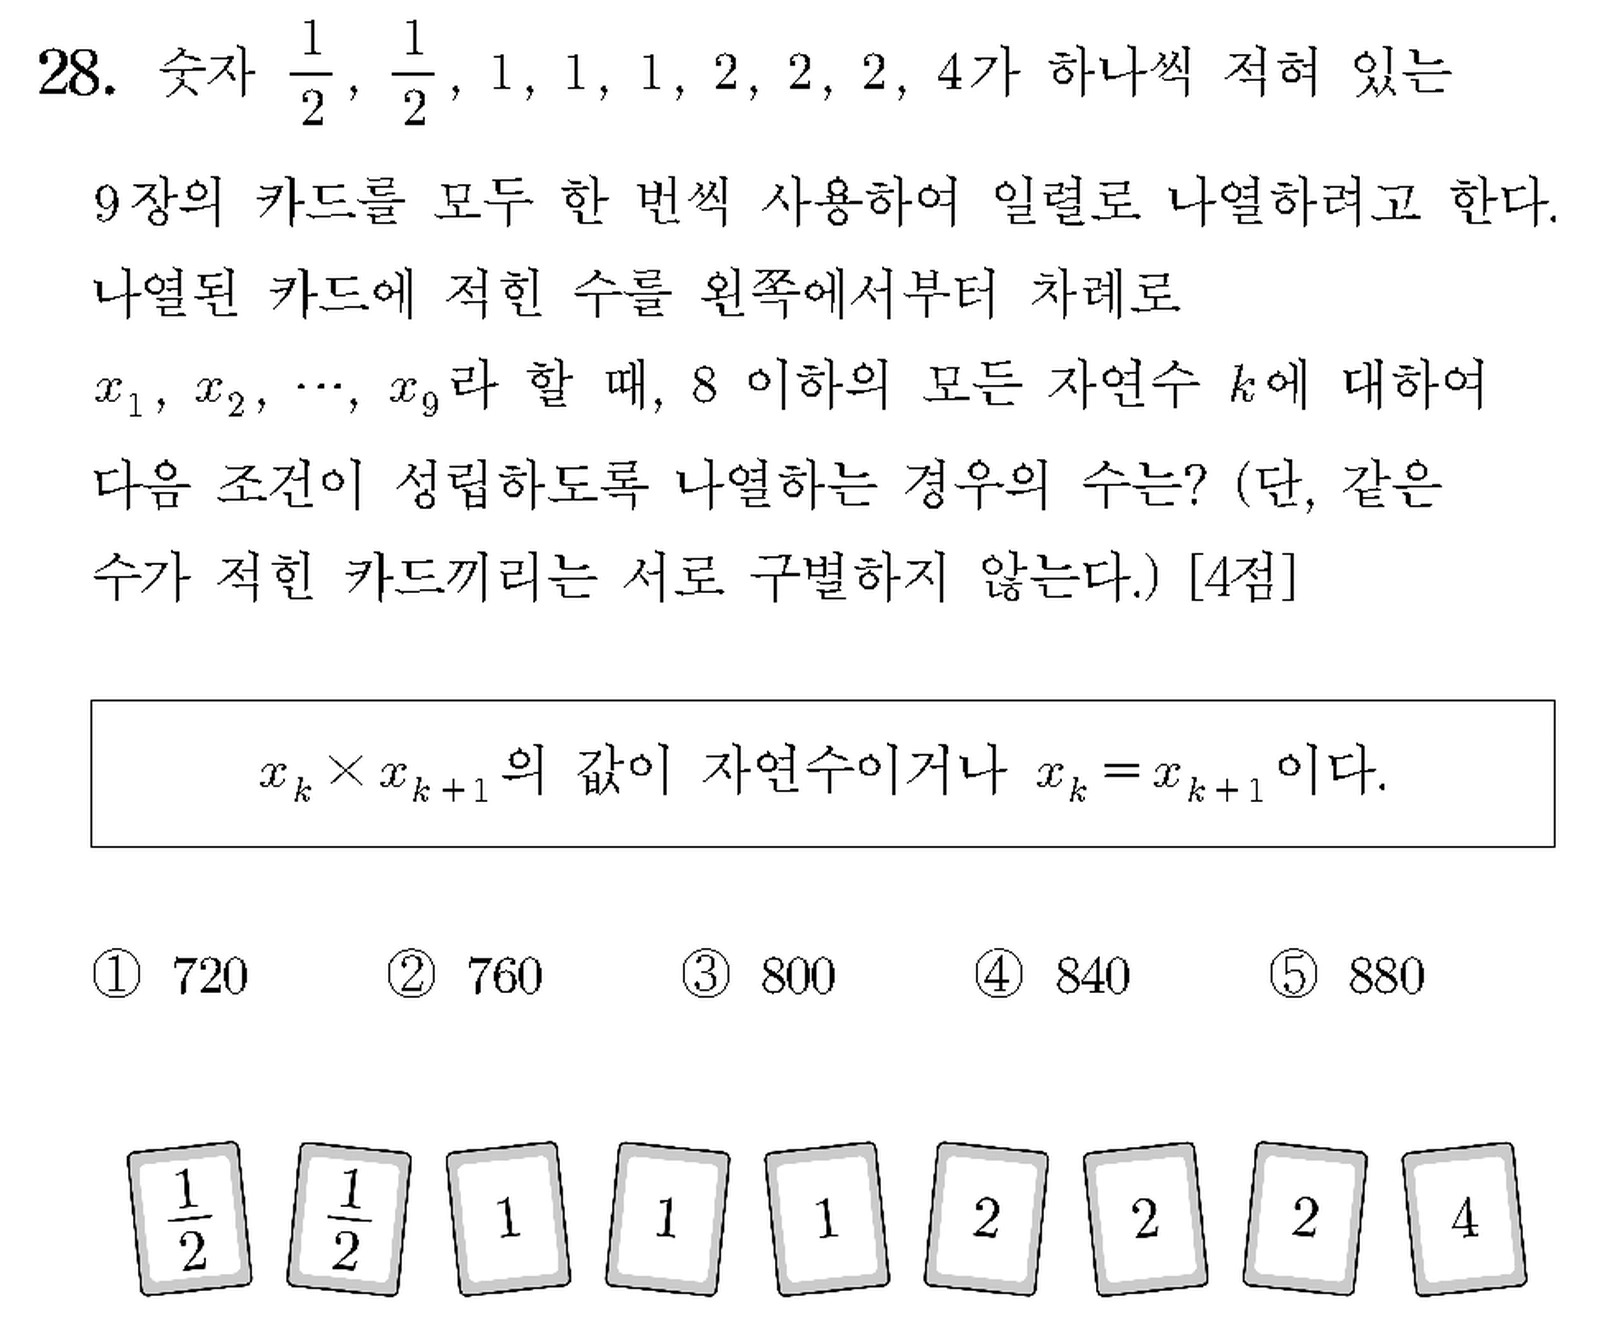 28. 숫자 1/2, 1/2, 1, 1, 1, 2, 2, 2, 4가 하나씩 적혀 있는
9장의 카드를 모두 한 번씩 사용하여 일렬로 나열하려고 한다.
나열된 카드에 적힌 수를 왼쪽에서부터 차례로
x₁, x₂, ⋯, x₉라 할 때, 8 이하의 모든 자연수 k에 대하여
다음 조건이 성립하도록 나열하는 경우의 수는? (단, 같은
수가 적힌 카드끼리는 서로 구별하지 않는다.) [4점]
xₖ × xₖ₊₁의 값이 자연수이거나 xₖ = xₖ₊₁이다.
① 720 ② 760 ③ 800 ④ 840 ⑤ 880
1/2 1/2 1 1 1 2 2 2 4